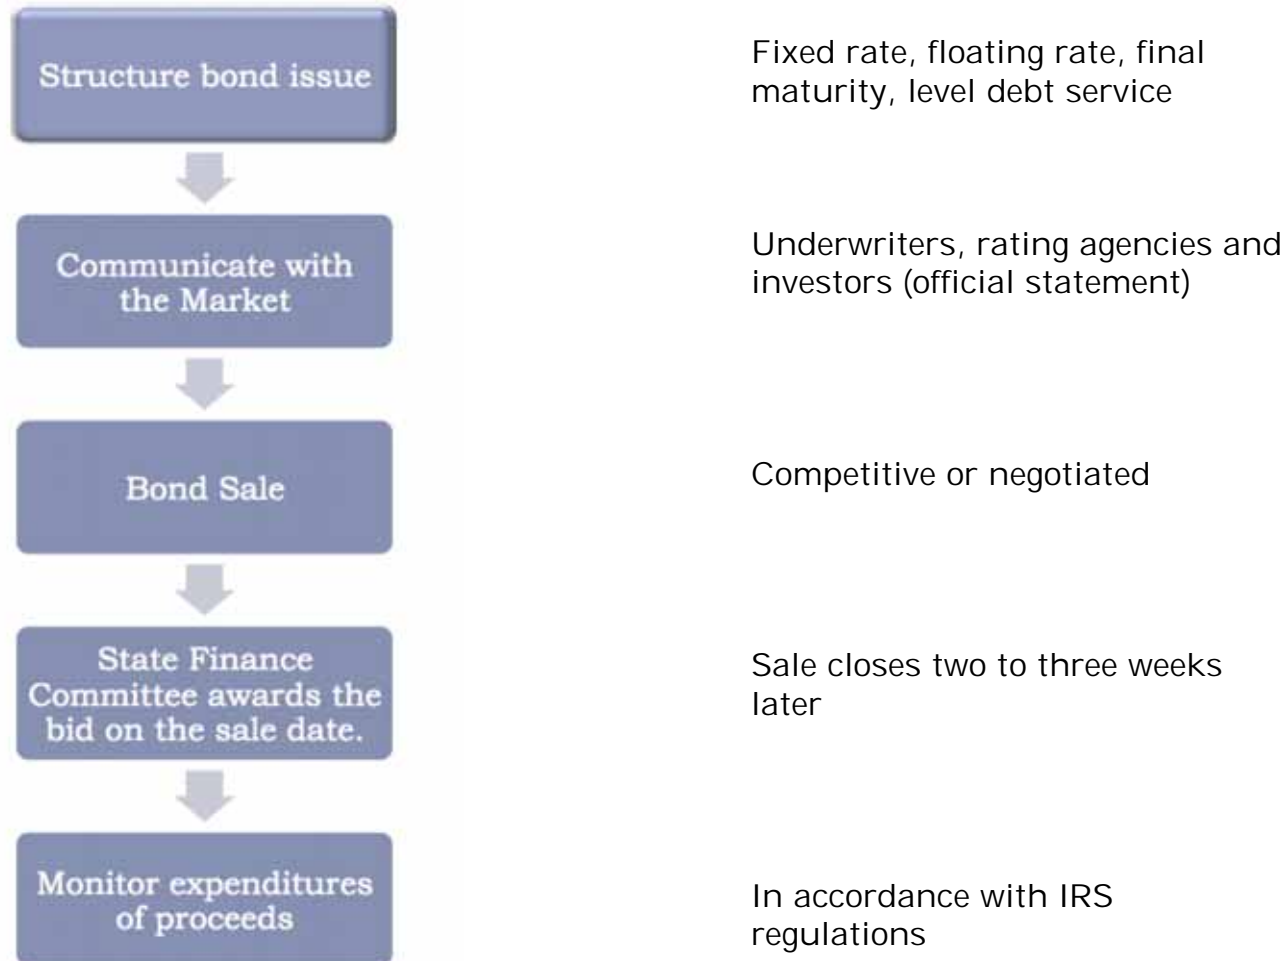 Structure bond issue
Fixed rate, floating rate, final
maturity, level debt service
Communicate with
the Market
Underwriters, rating agencies and
investors (official statement)
Bond Sale
Competitive or negotiated
State Finance
Committee awards the
bid on the sale date.
Sale closes two to three weeks
later
Monitor expenditures
of proceeds
In accordance with IRS
regulations